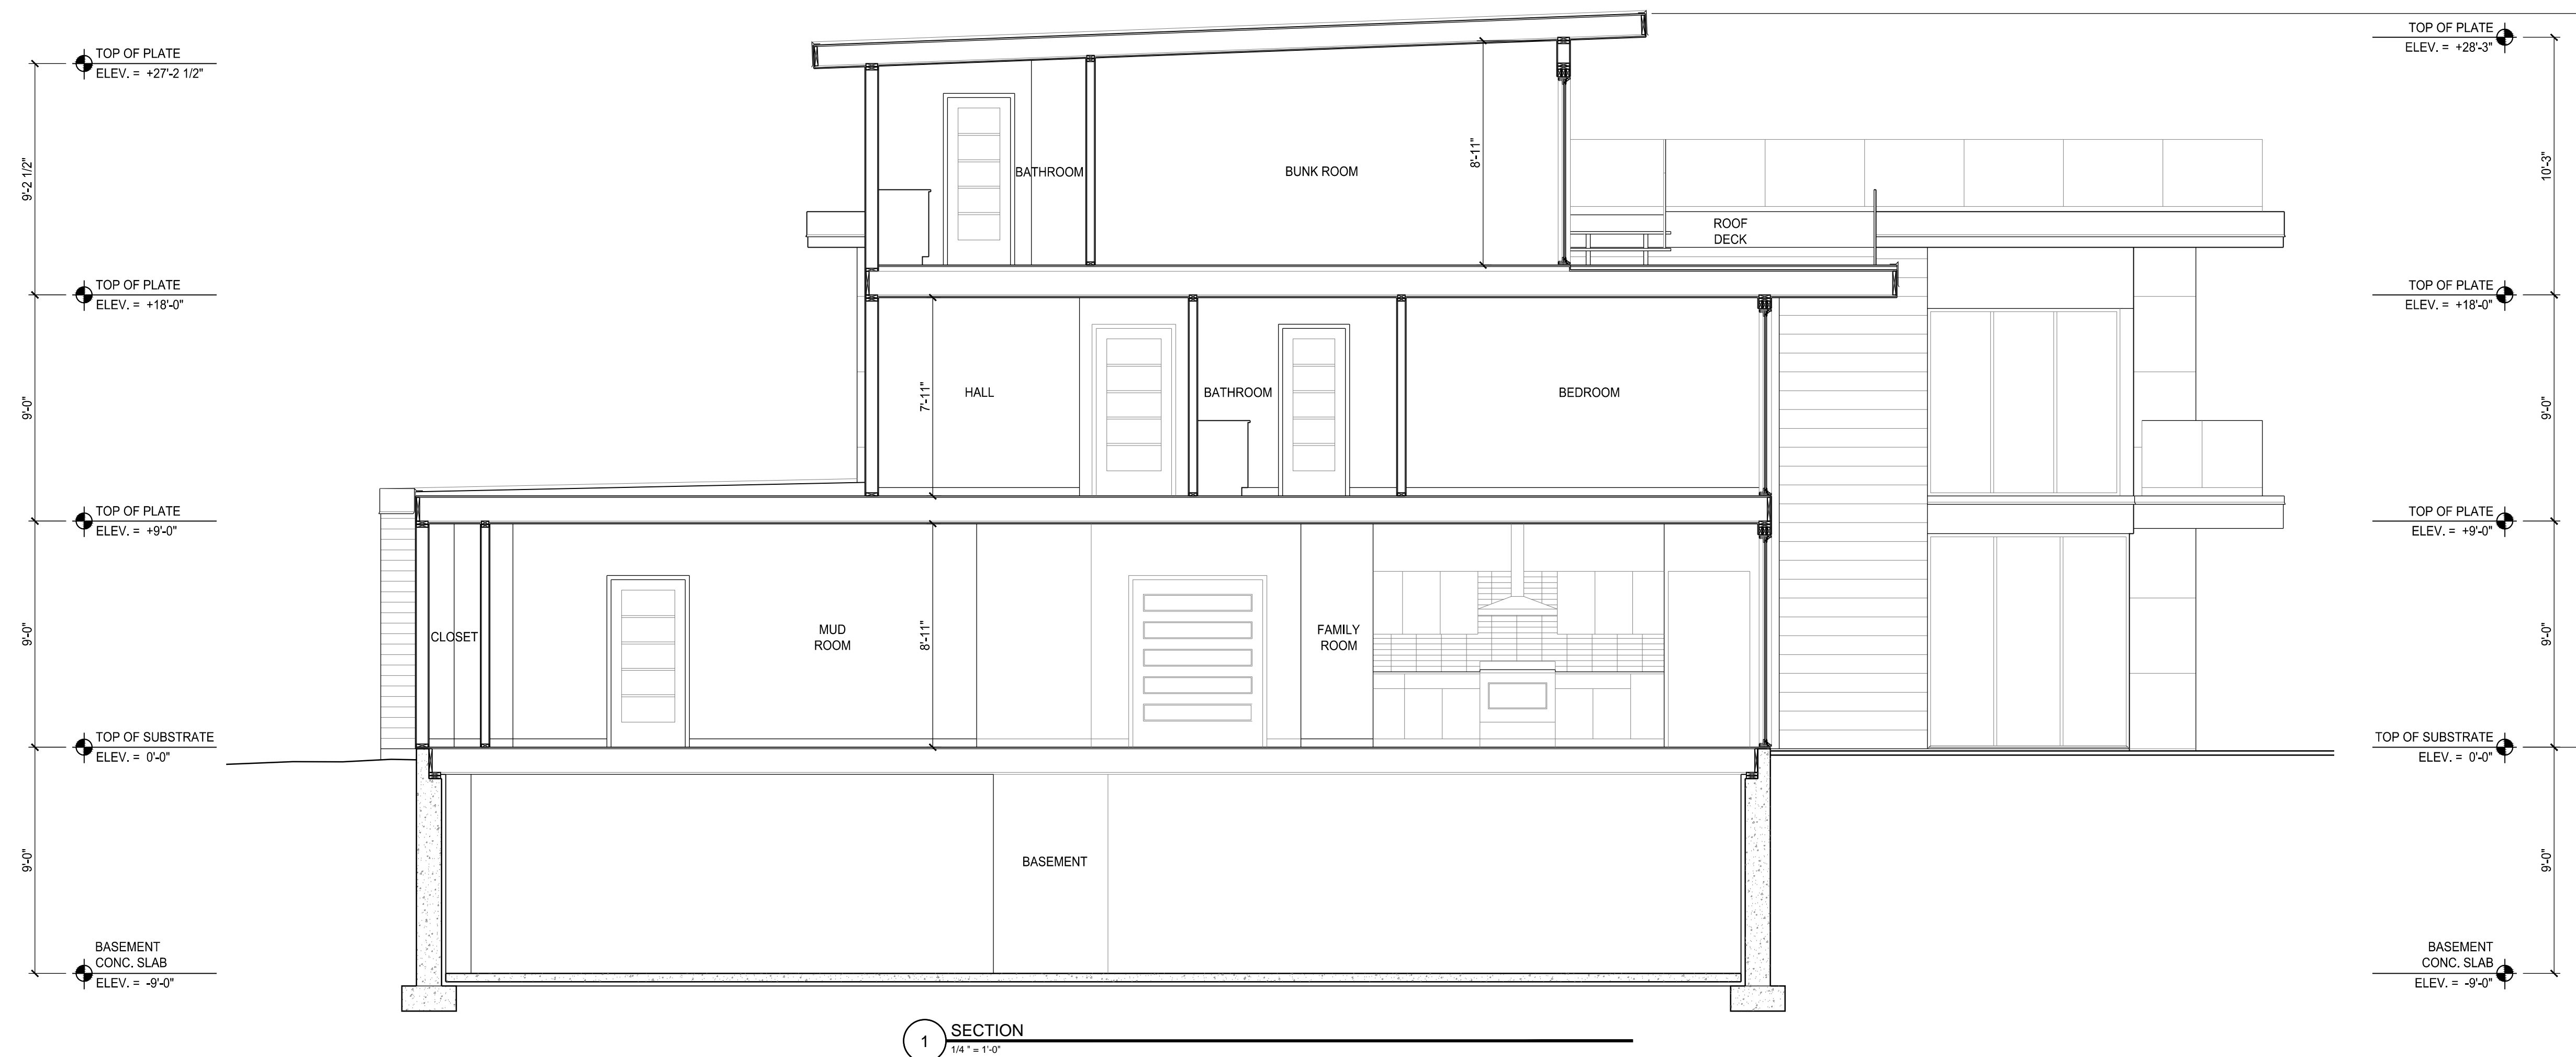 TOP OF PLATE
ELEV. = +27'-2 1/2"
TOP OF PLATE
ELEV. = +28'-3"
9'-2 1/2"
BATHROOM
BUNK ROOM
8'-11"
10'-3"
ROOF
DECK
TOP OF PLATE
ELEV. = +18'-0"
TOP OF PLATE
ELEV. = +18'-0"
9'-0"
7'-11"
HALL
BATHROOM
BEDROOM
9'-0"
TOP OF PLATE
ELEV. = +9'-0"
TOP OF PLATE
ELEV. = +9'-0"
9'-0"
CLOSET
MUD
ROOM
8'-11"
FAMILY
ROOM
9'-0"
TOP OF SUBSTRATE
ELEV. = 0'-0"
TOP OF SUBSTRATE
ELEV. = 0'-0"
9'-0"
BASEMENT
9'-0"
BASEMENT
CONC. SLAB
ELEV. = -9'-0"
BASEMENT
CONC. SLAB
ELEV. = -9'-0"
1
SECTION
1/4 " = 1'-0"